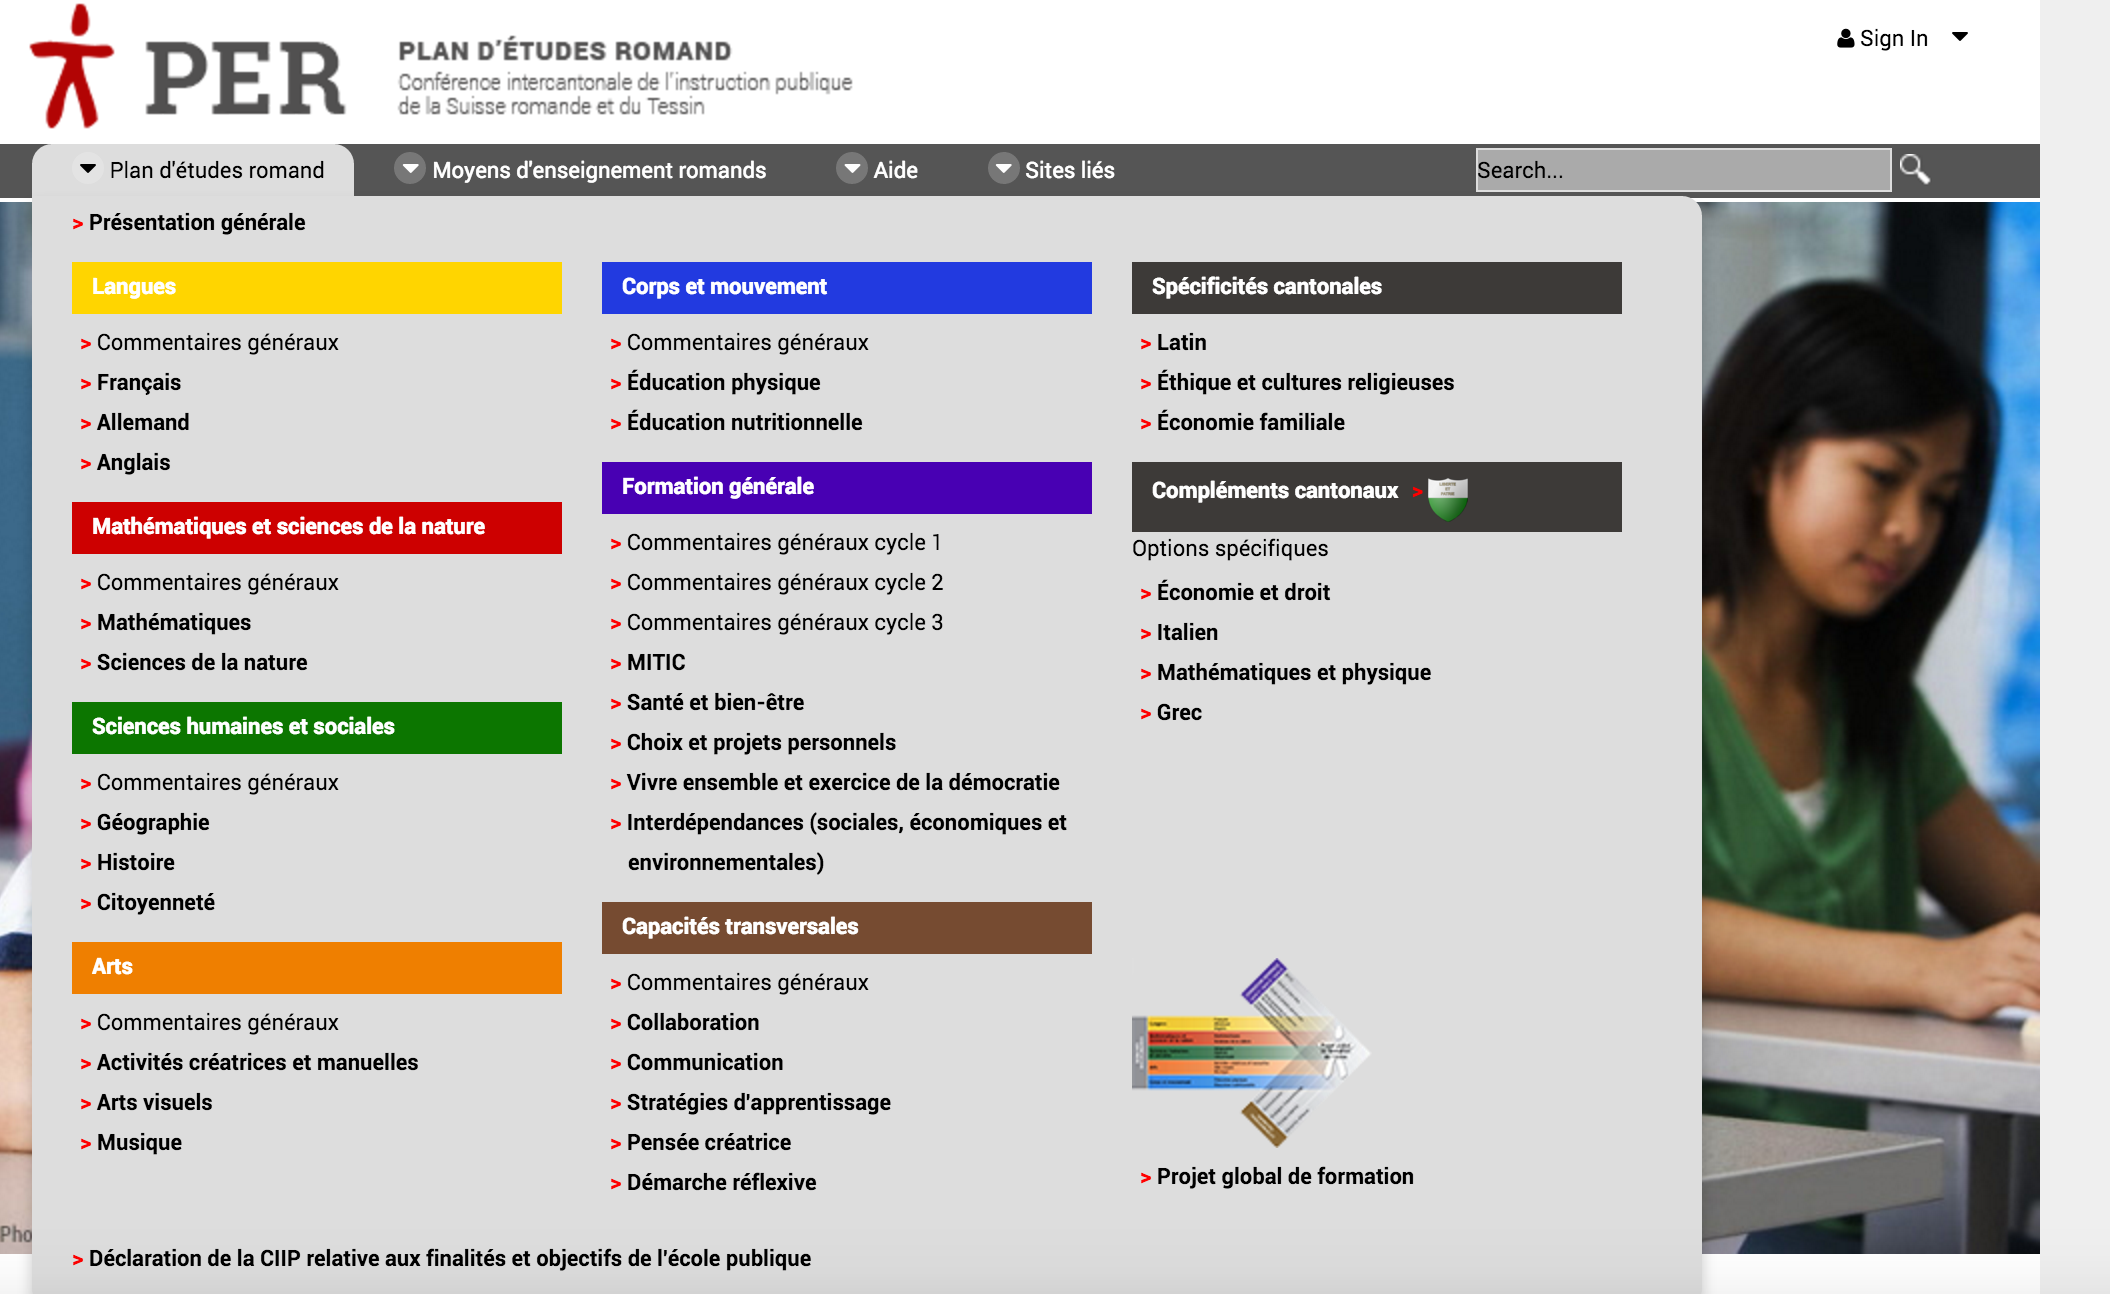 PER
PLAN D'ÉTUDES ROMAND
Conférence intercantonale de l'instruction publique
de la Suisse romande et du Tessin
Sign In
Plan d'études romand
Moyens d'enseignement romands
Aide
Sites liés
Search...
> Présentation générale
Langues
> Commentaires généraux
> Français
> Allemand
> Anglais
Mathématiques et sciences de la nature
> Commentaires généraux
> Mathématiques
> Sciences de la nature
Sciences humaines et sociales
> Commentaires généraux
> Géographie
> Histoire
> Citoyenneté
Arts
> Commentaires généraux
> Activités créatrices et manuelles
> Arts visuels
> Musique
Corps et mouvement
> Commentaires généraux
> Éducation physique
> Éducation nutritionnelle
Formation générale
> Commentaires généraux cycle 1
> Commentaires généraux cycle 2
> Commentaires généraux cycle 3
> MITIC
> Santé et bien-être
> Choix et projets personnels
> Vivre ensemble et exercice de la démocratie
> Interdépendances (sociales, économiques et
environnementales)
Capacités transversales
> Commentaires généraux
> Collaboration
> Communication
> Stratégies d'apprentissage
> Pensée créatrice
> Démarche réflexive
Spécificités cantonales
> Latin
> Éthique et cultures religieuses
> Économie familiale
Compléments cantonaux >
LIBERTÉ
ET
PATRIE
Options spécifiques
> Économie et droit
> Italien
> Mathématiques et physique
> Grec
> Projet global de formation
Pho
> Déclaration de la CIIP relative aux finalités et objectifs de l'école publique